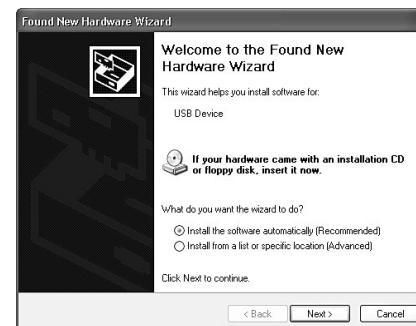 Found New Hardware Wizard
Welcome to the Found New
Hardware Wizard
This wizard helps you install software for:
USB Device
If your hardware came with an installation CD
or floppy disk, insert it now.
What do you want the wizard to do?
Install the software automatically (Recommended)
Install from a list or specific location (Advanced)
Click Next to continue.
< Back Next > Cancel